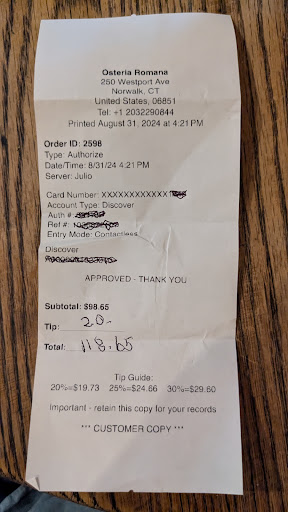 Osteria Romana
250 Westport Ave
Norwalk, CT
United States, 06851
Tel: +1 2032290844
Printed August 31, 2024 at 4:21 PM
Order ID: 2598
Type: Authorize
Date/Time: 8/31/24 4:21 PM
Server: Julio
Card Number: XXXXXXXXXXXX
Account Type: Discover
Auth #:
Ref #:
Entry Mode: Contactless
Discover
APPROVED - THANK YOU
Subtotal: $98.65
Tip: 20-
Total: 118.65
Tip Guide:
20%=$19.73 25%=$24.66 30%=$29.60
Important - retain this copy for your records
*** CUSTOMER COPY ***